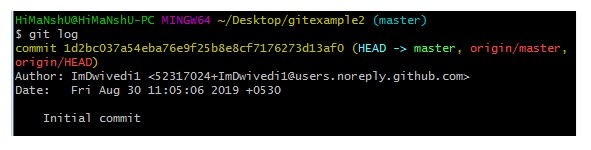 HiMaNshU@HiMaNshU-PC MINGW64 ~/Desktop/gitexample2 (master)
$ git log
commit 1d2bc037a54eba76e9f25b8e8cf7176273d13af0 (HEAD -> master, origin/master,
origin/HEAD)
Author: ImDwivedi1 <52317024+ImDwivedi1@users.noreply.github.com>
Date:   Fri Aug 30 11:05:06 2019 +0530
    Initial commit